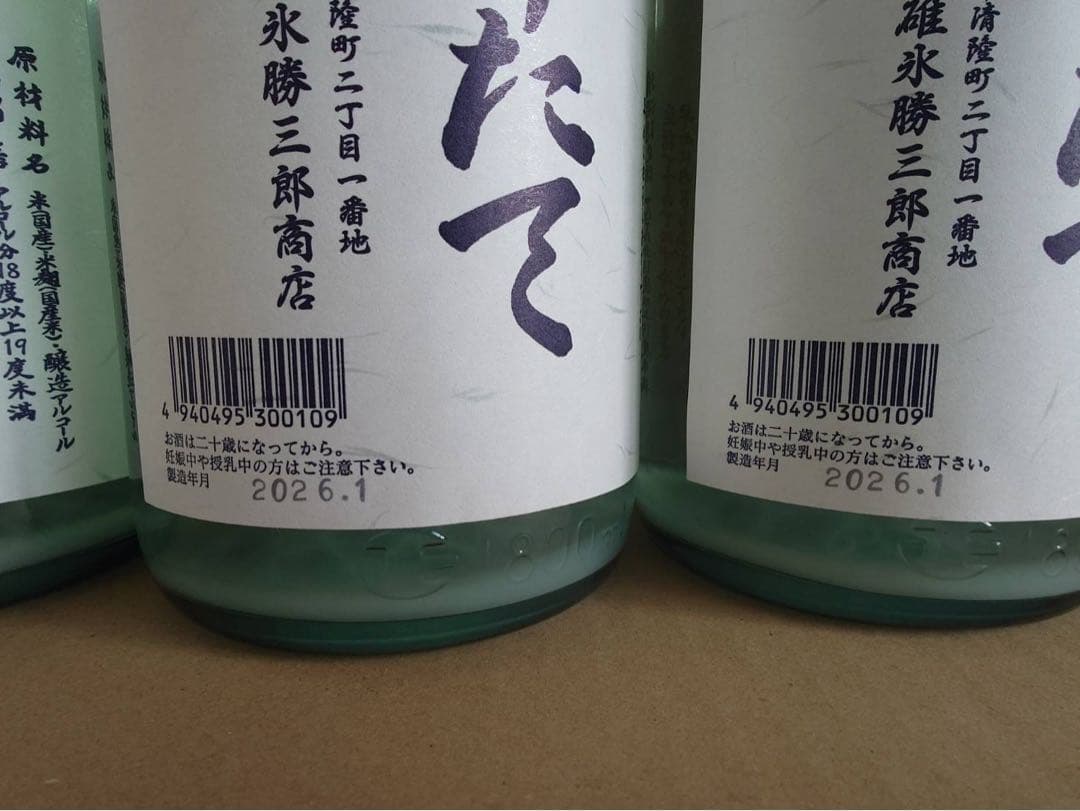 原材料名
米(国産)米麹(国産米)・醸造アルコール
アルコール分18度以上19度未満
たて
隆町二丁目一番地
氷勝三郎商店
4 940495 300109
お酒は二十歳になってから。
妊娠中や授乳中の方はご注意下さい。
製造年月 2026.1
1800ml
清隆町二丁目一番地
碓氷勝三郎商店
4 940495 300109
お酒は二十歳になってから。
妊娠中や授乳中の方はご注意下さい。
製造年月 2026.1